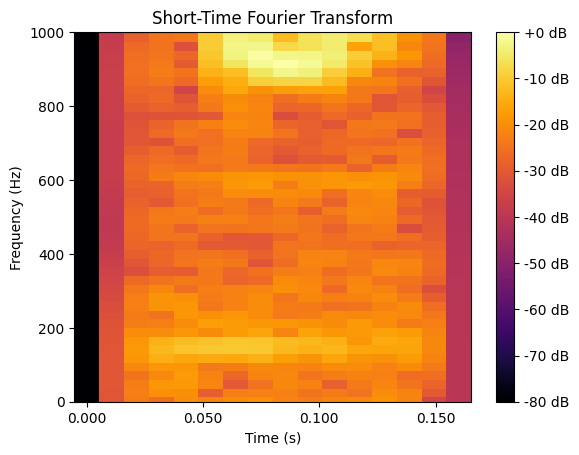 Short-Time Fourier Transform
1000
800
600
400
200
0
Frequency (Hz)
0.000
0.050
0.100
0.150
Time (s)
+0 dB
-10 dB
-20 dB
-30 dB
-40 dB
-50 dB
-60 dB
-70 dB
-80 dB